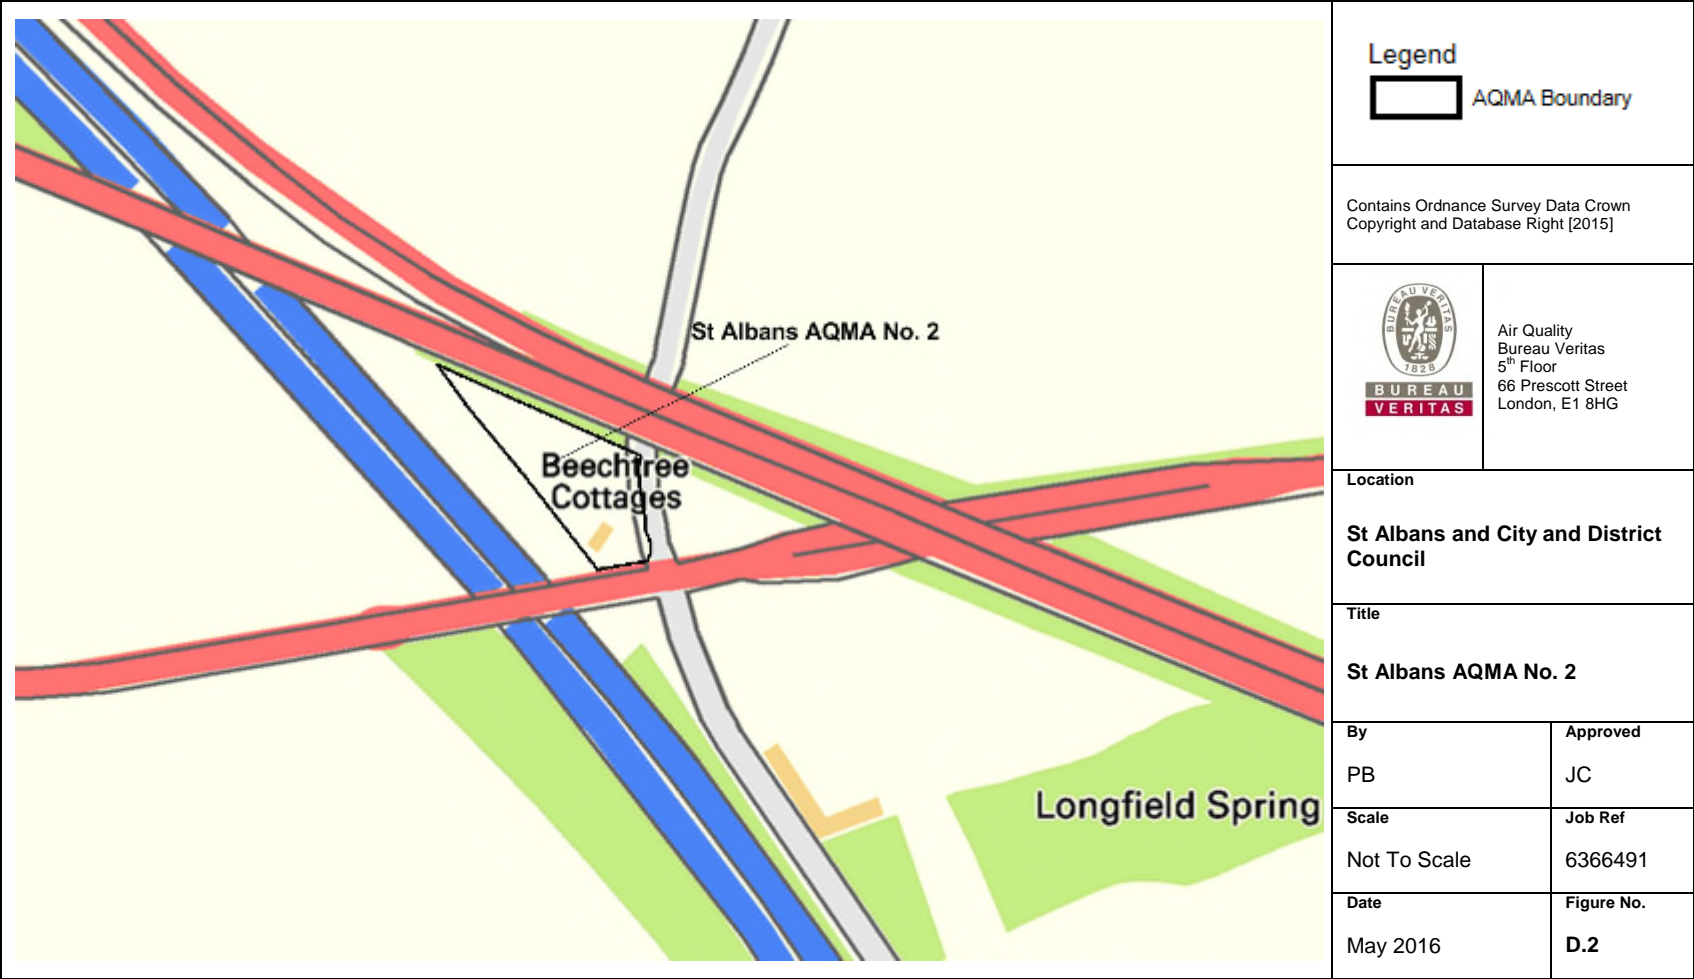 St Albans AQMA No. 2
Beechtree
Cottages
Longfield Spring
Legend
AQMA Boundary
Contains Ordnance Survey Data Crown
Copyright and Database Right [2015]
BUREAU VERITAS
1828
BUREAU
VERITAS
Air Quality
Bureau Veritas
5th Floor
66 Prescott Street
London, E1 8HG
Location
St Albans and City and District
Council
Title
St Albans AQMA No. 2
By
PB
Approved
JC
Scale
Not To Scale
Job Ref
6366491
Date
May 2016
Figure No.
D.2